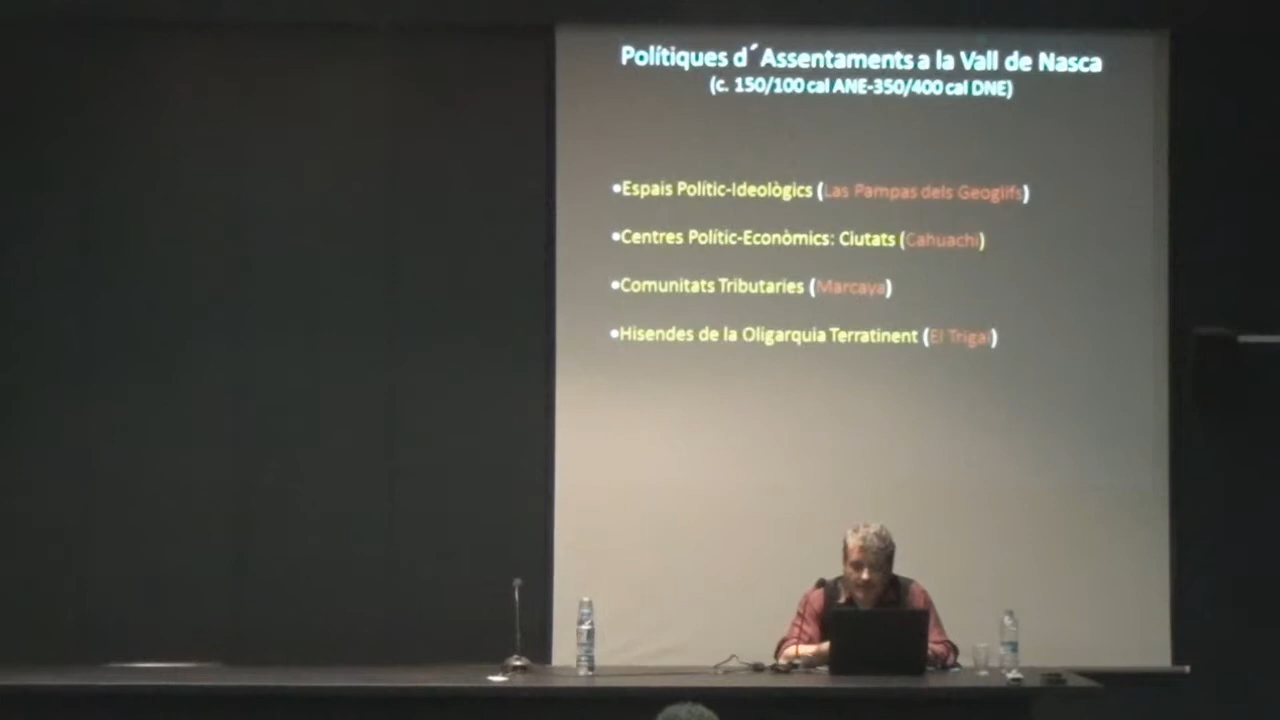 Polítiques d´Assentaments a la Vall de Nasca
(c. 150/100 cal ANE-350/400 cal DNE)
•Espais Polític-Ideològics (Las Pampas dels Geoglifs)
•Centres Polític-Econòmics: Ciutats (Cahuachi)
•Comunitats Tributaries (Marcaya)
•Hisendes de la Oligarquia Terratinent (El Trigal)